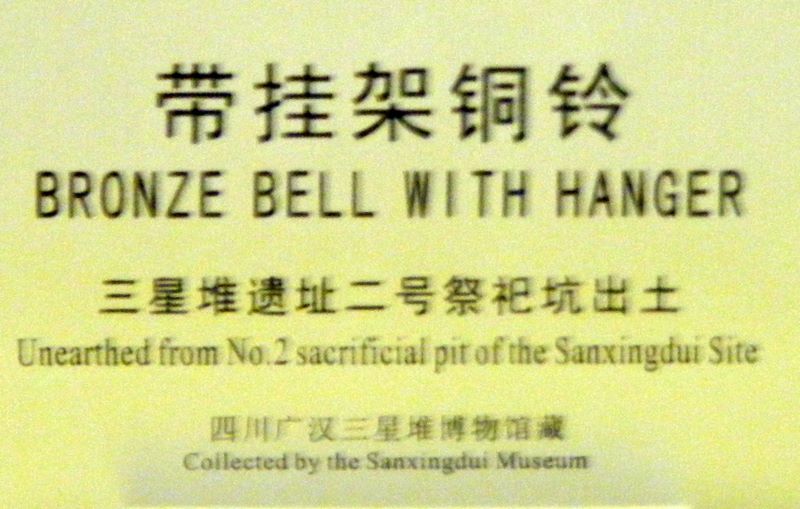 带挂架铜铃
BRONZE BELL WITH HANGER
三星堆遗址二号祭祀坑出土
Unearthed from No.2 sacrificial pit of the Sanxingdui Site
四川广汉三星堆博物馆藏
Collected by the Sanxingdui Museum